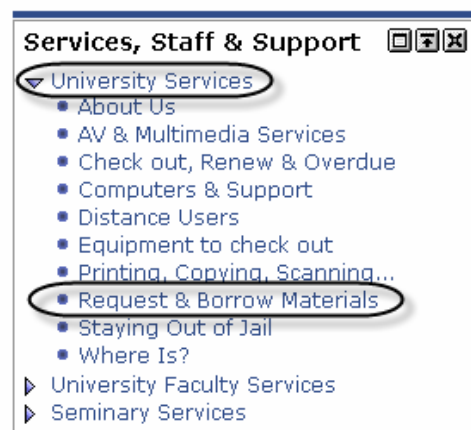 Services, Staff & Support
University Services
About Us
AV & Multimedia Services
Check out, Renew & Overdue
Computers & Support
Distance Users
Equipment to check out
Printing, Copying, Scanning...
Request & Borrow Materials
Staying Out of Jail
Where Is?
University Faculty Services
Seminary Services